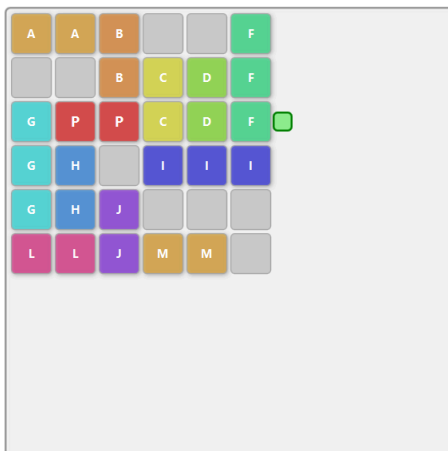 A A B F
B C D F
G P P C D F
G H I I I
G H J
L L J M M